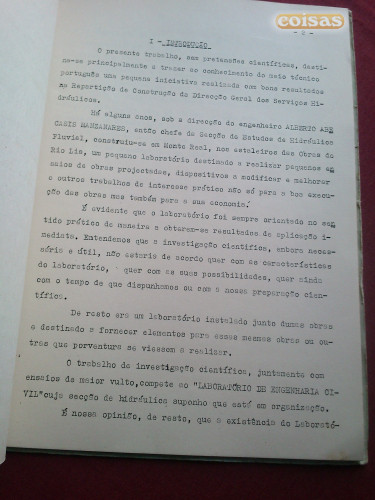 coisas
- 2 -
I - INTRODUÇÃO
O presente trabalho, sem pretensões científicas, desti-
na-se principalmente a trazer ao conhecimento do meio técnico
português uma pequena iniciativa realizada com bons resultados
na Repartição de Construção da Direcção Geral dos Serviços Hi-
dráulicos.
Há alguns anos, sob a direcção do engenheiro ALBERTO ABE
CASIS MANZANARES, então chefe da Secção de Estudos de Hidráulica
Fluvial, construiu-se em Monte Real, nos estaleiros das Obras do
Rio Lis, um pequeno laboratório destinado a realizar pequenos en
saios de obras projectadas, dispositivos a modificar e melhorar
e outros trabalhos de interesse prático não só para a boa execu-
ção das obras mas também para a sua economia.
É evidente que o laboratório foi sempre orientado no sen
tido prático de maneira a obterem-se resultados de aplicação i-
mediata. Entendemos que a investigação científica, embora neces-
sária e útil, não estaria de acordo quer com as características
do laboratório, quer com as suas possibilidades, quer ainda
com o tempo de que dispunhamos ou com a nossa preparação cien-
tífica.
De resto era um laboratório instalado junto dumas obras
e destinado a fornecer elementos para essas mesmas obras ou ou-
tras que porventura se viessem a realizar.
O trabalho de investigação científica, juntamente com
ensaios de maior vulto, compete ao "LABORATÓRIO DE ENGENHARIA CI-
VIL" cuja secção de hidráulica suponho que está em organização.
É nossa opinião, de resto, que a existência do Laborató-